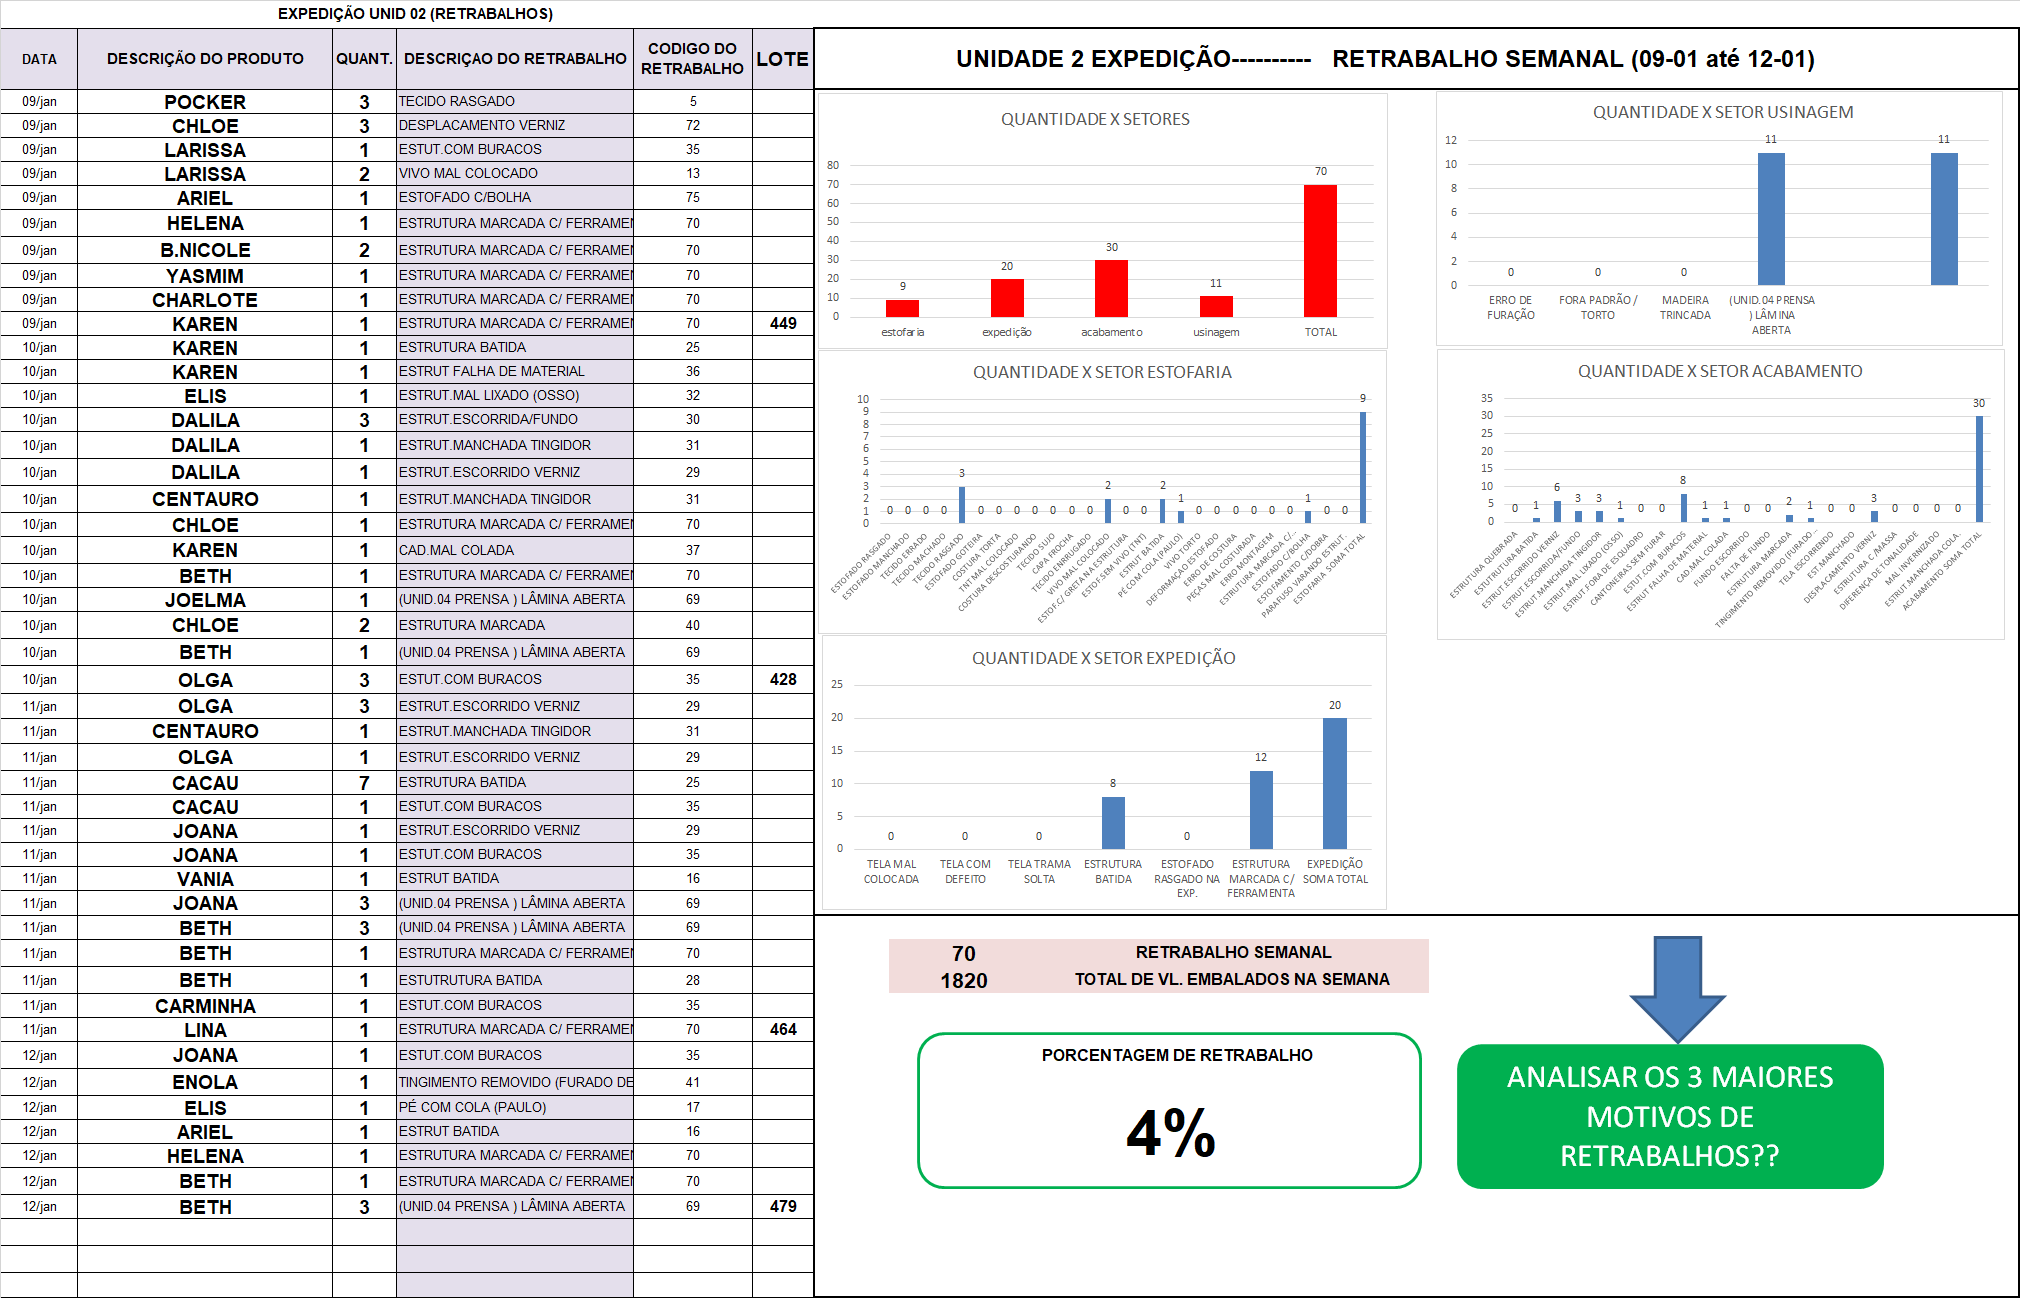 EXPEDIÇÃO UNID 02 (RETRABALHOS)
DATA DESCRIÇÃO DO PRODUTO QUANT. DESCRIÇAO DO RETRABALHO CODIGO DO RETRABALHO LOTE
09/jan POCKER 3 TECIDO RASGADO 5
09/jan CHLOE 3 DESPLACAMENTO VERNIZ 72
09/jan LARISSA 1 ESTUT.COM BURACOS 35
09/jan LARISSA 2 VIVO MAL COLOCADO 13
09/jan ARIEL 1 ESTOFADO C/BOLHA 75
09/jan HELENA 1 ESTRUTURA MARCADA C/ FERRAMEN 70
09/jan B.NICOLE 2 ESTRUTURA MARCADA C/ FERRAMEN 70
09/jan YASMIM 1 ESTRUTURA MARCADA C/ FERRAMEN 70
09/jan CHARLOTE 1 ESTRUTURA MARCADA C/ FERRAMEN 70
09/jan KAREN 1 ESTRUTURA MARCADA C/ FERRAMEN 70 449
10/jan KAREN 1 ESTRUTURA BATIDA 25
10/jan KAREN 1 ESTRUT FALHA DE MATERIAL 36
10/jan ELIS 1 ESTRUT.MAL LIXADO (OSSO) 32
10/jan DALILA 3 ESTRUT.ESCORRIDA/FUNDO 30
10/jan DALILA 1 ESTRUT.MANCHADA TINGIDOR 31
10/jan DALILA 1 ESTRUT.ESCORRIDO VERNIZ 29
10/jan CENTAURO 1 ESTRUT.MANCHADA TINGIDOR 31
10/jan CHLOE 1 ESTRUTURA MARCADA C/ FERRAMEN 70
10/jan KAREN 1 CAD.MAL COLADA 37
10/jan BETH 1 ESTRUTURA MARCADA C/ FERRAMEN 70
10/jan JOELMA 1 (UNID.04 PRENSA ) LÂMINA ABERTA 69
10/jan CHLOE 2 ESTRUTURA MARCADA 40
10/jan BETH 1 (UNID.04 PRENSA ) LÂMINA ABERTA 69
10/jan OLGA 3 ESTUT.COM BURACOS 35 428
11/jan OLGA 3 ESTRUT.ESCORRIDO VERNIZ 29
11/jan CENTAURO 1 ESTRUT.MANCHADA TINGIDOR 31
11/jan OLGA 1 ESTRUT.ESCORRIDO VERNIZ 29
11/jan CACAU 7 ESTRUTURA BATIDA 25
11/jan CACAU 1 ESTUT.COM BURACOS 35
11/jan JOANA 1 ESTRUT.ESCORRIDO VERNIZ 29
11/jan JOANA 1 ESTUT.COM BURACOS 35
11/jan VANIA 1 ESTRUT BATIDA 16
11/jan JOANA 3 (UNID.04 PRENSA ) LÂMINA ABERTA 69
11/jan BETH 3 (UNID.04 PRENSA ) LÂMINA ABERTA 69
11/jan BETH 1 ESTRUTURA MARCADA C/ FERRAMEN 70
11/jan BETH 1 ESTUTRUTURA BATIDA 28
11/jan CARMINHA 1 ESTUT.COM BURACOS 35
11/jan LINA 1 ESTRUTURA MARCADA C/ FERRAMEN 70 464
12/jan JOANA 1 ESTUT.COM BURACOS 35
12/jan ENOLA 1 TINGIMENTO REMOVIDO (FURADO DE 41
12/jan ELIS 1 PÉ COM COLA (PAULO) 17
12/jan ARIEL 1 ESTRUT BATIDA 16
12/jan HELENA 1 ESTRUTURA MARCADA C/ FERRAMEN 70
12/jan BETH 1 ESTRUTURA MARCADA C/ FERRAMEN 70
12/jan BETH 3 (UNID.04 PRENSA ) LÂMINA ABERTA 69 479
UNIDADE 2 EXPEDIÇÃO---------- RETRABALHO SEMANAL (09-01 até 12-01)
QUANTIDADE X SETORES
80
70
60
50
40
30
20
10
0
9 20 30 11 70
estofaria expedição acabamento usinagem TOTAL
QUANTIDADE X SETOR USINAGEM
12
10
8
6
4
2
0
0 0 0 11 11
ERRO DE FURAÇÃO
FORA PADRÃO / TORTO
MADEIRA TRINCADA
(UNID.04 PRENSA ) LÂMINA ABERTA
QUANTIDADE X SETOR ESTOFARIA
10
9
8
7
6
5
4
3
2
1
0
0 0 0 0 3 0 0 0 0 0 0 0 2 0 0 2 1 0 0 0 0 0 0 1 0 0 9
ESTOFADO RASGADO
ESTOFADO MANCHADO
TECIDO ERRADO
TECIDO MACHADO
TECIDO RASGADO
ESTOFADO GOTEIRA
COSTURA TORTA
TNT MAL COLOCADO
COSTURA DESCOSTURANDO
TECIDO SUJO
CAPA FROCHA
TECIDO ENRRUGADO
VIVO MAL COLOCADO
ESTOF.C/ GRETA NA ESTRUTURA
ESTOF SEM VIVO (TNT)
ESTRUT BATIDA
PÉ COM COLA (PAULO)
VIVO TORTO
DEFORMAÇÃO ESTOFADO
ERRO DE COSTURA
PEÇAS MAL COSTURADA
ERRO MONTAGEM
ESTRUTURA MARCADA C/…
ESTOFADO C/BOLHA
ESTOFAMENTO C/DOBRA
PARAFUSO VARANDO ESTRUT.
ESTOFARIA SOMA TOTAL
QUANTIDADE X SETOR ACABAMENTO
35
30
25
20
15
10
5
0
0 1 6 3 3 1 0 0 8 1 1 0 0 2 1 0 0 3 0 0 0 0 30
ESTRUTURA QUEBRADA
ESTUTRUTURA BATIDA
ESTRUT.ESCORRIDO VERNIZ
ESTRUT.ESCORRIDA/FUNDO
ESTRUT.MANCHADA TINGIDOR
ESTRUT.MAL LIXADO (OSSO)
ESTRUT FORA DE ESQUADRO
CANTONEIRAS SEM FURAR
ESTUT.COM BURACOS
ESTRUT FALHA DE MATERIAL
CAD.MAL COLADA
FUNDO ESCORRIDO
FALTA DE FUNDO
ESTRUTURA MARCADA
TINGIMENTO REMOVIDO (FURADO…
TELA ESCORRENDO
EST.MANCHADO
DISPLACAMENTO VERNIZ
ESTRUTURA C/MASSA
DIFERENÇA DE TONALIDADE
MAL INVERNIZADO
ESTRUT.MANCHADA COLA…
ACABAMENTO SOMA TOTAL
QUANTIDADE X SETOR EXPEDIÇÃO
25
20
15
10
5
0
0 0 0 8 0 12 20
TELA MAL COLOCADA
TELA COM DEFEITO
TELA TRAMA SOLTA
ESTRUTURA BATIDA
ESTOFADO RASGADO NA EXP.
ESTRUTURA MARCADA C/ FERRAMENTA
EXPEDIÇÃO SOMA TOTAL
70 RETRABALHO SEMANAL
1820 TOTAL DE VL. EMBALADOS NA SEMANA
PORCENTAGEM DE RETRABALHO
4%
ANALISAR OS 3 MAIORES
MOTIVOS DE
RETRABALHOS??